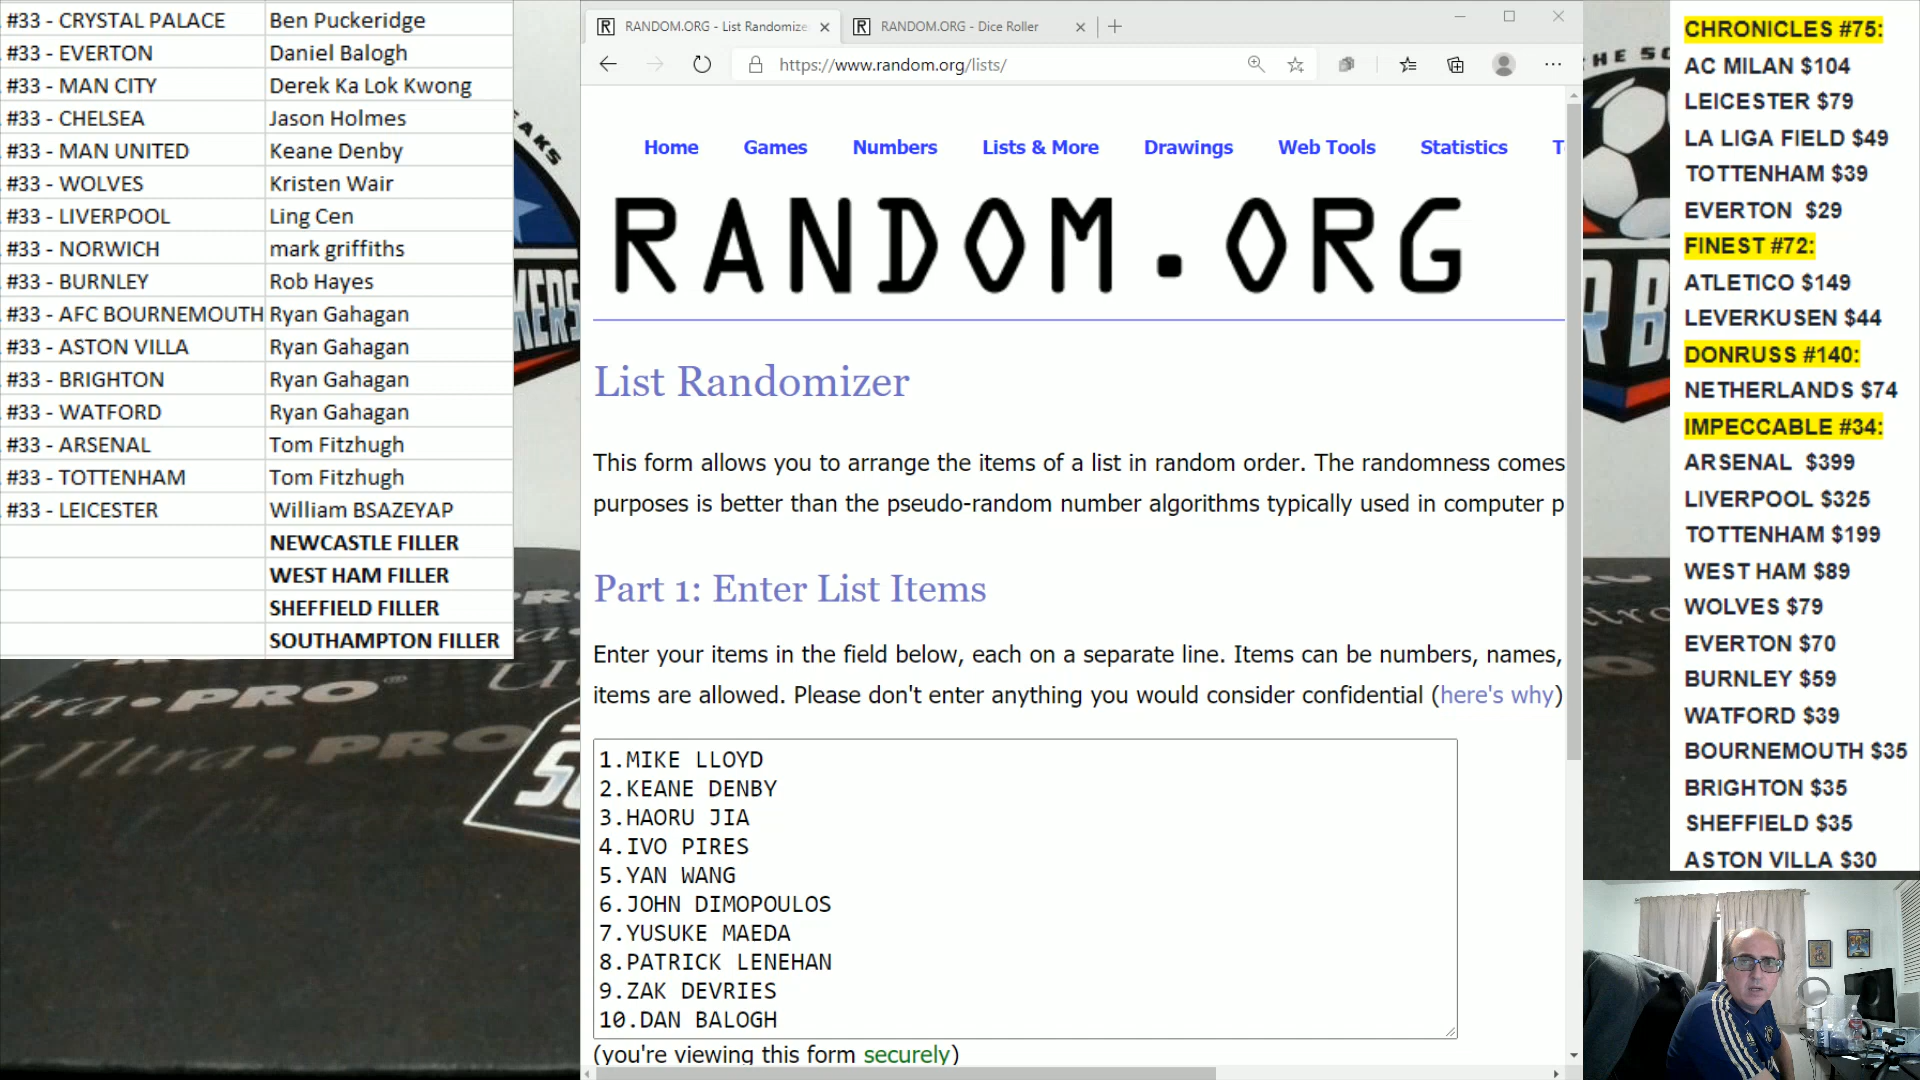 #33 - CRYSTAL PALACE Ben Puckeridge
#33 - EVERTON Daniel Balogh
#33 - MAN CITY Derek Ka Lok Kwong
#33 - CHELSEA Jason Holmes
#33 - MAN UNITED Keane Denby
#33 - WOLVES Kristen Wair
#33 - LIVERPOOL Ling Cen
#33 - NORWICH mark griffiths
#33 - BURNLEY Rob Hayes
#33 - AFC BOURNEMOUTH Ryan Gahagan
#33 - ASTON VILLA Ryan Gahagan
#33 - BRIGHTON Ryan Gahagan
#33 - WATFORD Ryan Gahagan
#33 - ARSENAL Tom Fitzhugh
#33 - TOTTENHAM Tom Fitzhugh
#33 - LEICESTER William BSAZEYAP
NEWCASTLE FILLER
WEST HAM FILLER
SHEFFIELD FILLER
SOUTHAMPTON FILLER
RANDOM.ORG - List Randomize
RANDOM.ORG - Dice Roller
https://www.random.org/lists/
Home Games Numbers Lists & More Drawings Web Tools Statistics T
RANDOM.ORG
List Randomizer
This form allows you to arrange the items of a list in random order. The randomness comes
purposes is better than the pseudo-random number algorithms typically used in computer p
Part 1: Enter List Items
Enter your items in the field below, each on a separate line. Items can be numbers, names,
items are allowed. Please don't enter anything you would consider confidential (here's why)
1.MIKE LLOYD
2.KEANE DENBY
3.HAORU JIA
4.IVO PIRES
5.YAN WANG
6.JOHN DIMOPOULOS
7.YUSUKE MAEDA
8.PATRICK LENEHAN
9.ZAK DEVRIES
10.DAN BALOGH
(you're viewing this form securely)
CHRONICLES #75:
AC MILAN $104
LEICESTER $79
LA LIGA FIELD $49
TOTTENHAM $39
EVERTON $29
FINEST #72:
ATLETICO $149
LEVERKUSEN $44
DONRUSS #140:
NETHERLANDS $74
IMPECCABLE #34:
ARSENAL $399
LIVERPOOL $325
TOTTENHAM $199
WEST HAM $89
WOLVES $79
EVERTON $70
BURNLEY $59
WATFORD $39
BOURNEMOUTH $35
BRIGHTON $35
SHEFFIELD $35
ASTON VILLA $30
tra•PRO®
Ultra•PRO